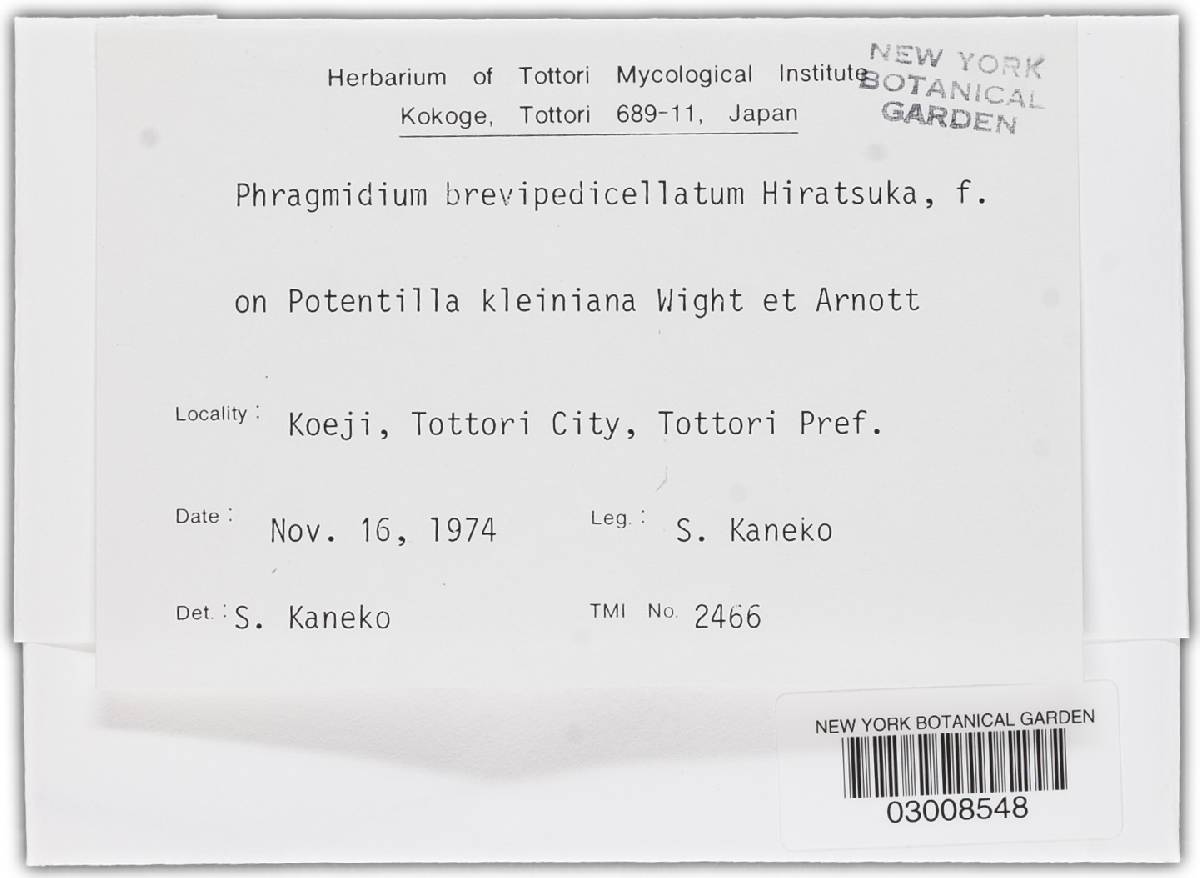 Herbarium of Tottori Mycological Institute
Kokoge, Tottori 689-11, Japan
NEW YORK
BOTANICAL
GARDEN
Phragmidium brevipedicellatum Hiratsuka, f.
on Potentilla kleiniana Wight et Arnott
Locality: Koeji, Tottori City, Tottori Pref.
Date: Nov. 16, 1974 Leg.: S. Kaneko
Det.: S. Kaneko TMI No. 2466
NEW YORK BOTANICAL GARDEN
03008548